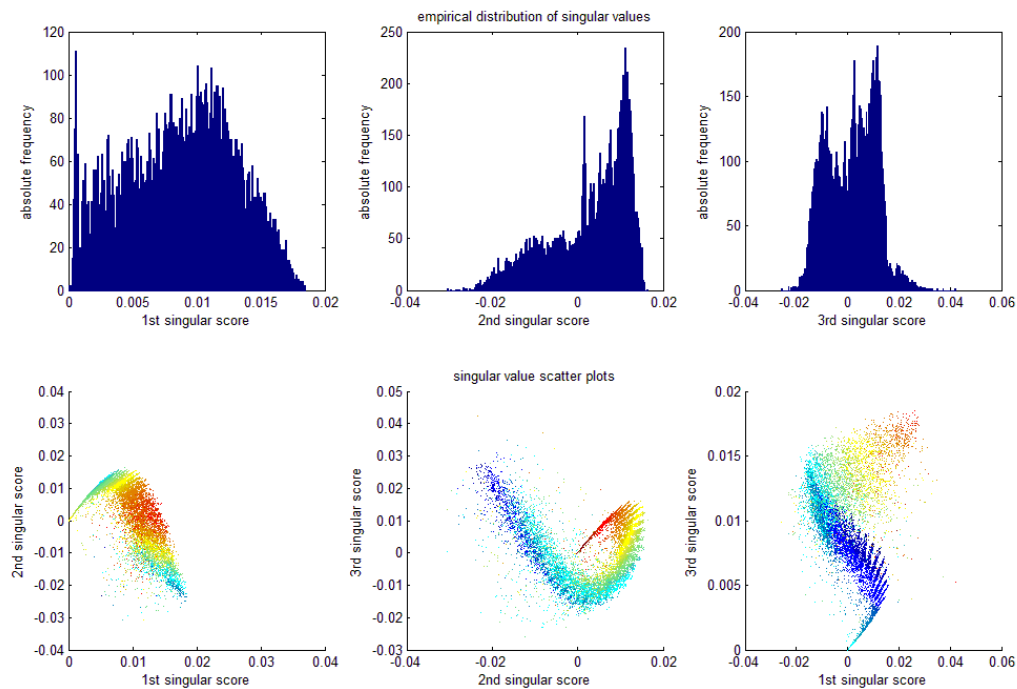 empirical distribution of singular values
120
100
80
60
40
20
0
absolute frequency
0 0.005 0.01 0.015 0.02
1st singular score
250
200
150
100
50
0
absolute frequency
-0.04 -0.02 0 0.02
2nd singular score
200
150
100
50
0
absolute frequency
-0.04 -0.02 0 0.02 0.04 0.06
3rd singular score
singular value scatter plots
0.04
0.03
0.02
0.01
0
-0.01
-0.02
-0.03
-0.04
2nd singular score
0 0.01 0.02 0.03 0.04
1st singular score
0.05
0.04
0.03
0.02
0.01
0
-0.01
-0.02
-0.03
3rd singular score
-0.04 -0.02 0 0.02
2nd singular score
0.02
0.015
0.01
0.005
0
3rd singular score
-0.04 -0.02 0 0.02 0.04 0.06
1st singular score